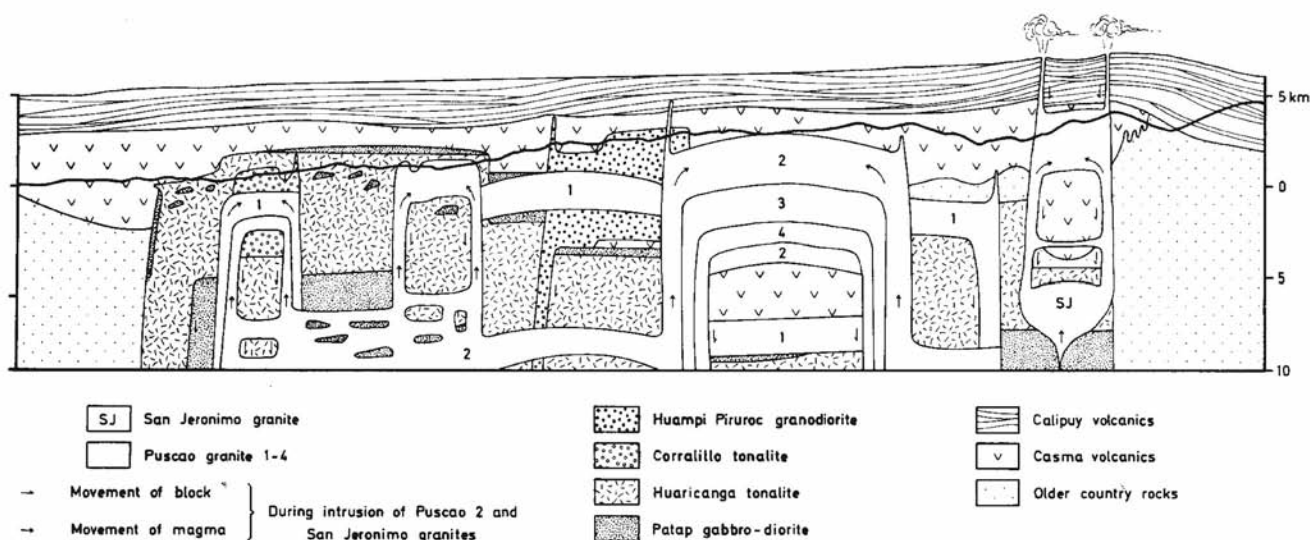 5 km
0
5
10
1
2
1
2
3
4
2
1
1
SJ
SJ San Jeronimo granite
Puscao granite 1-4
→ Movement of block
→ Movement of magma
During intrusion of Puscao 2 and
San Jeronimo granites
Huampi Piruroc granodiorite
Corralillo tonalite
Huaricanga tonalite
Patap gabbro-diorite
Calipuy volcanics
Casma volcanics
Older country rocks